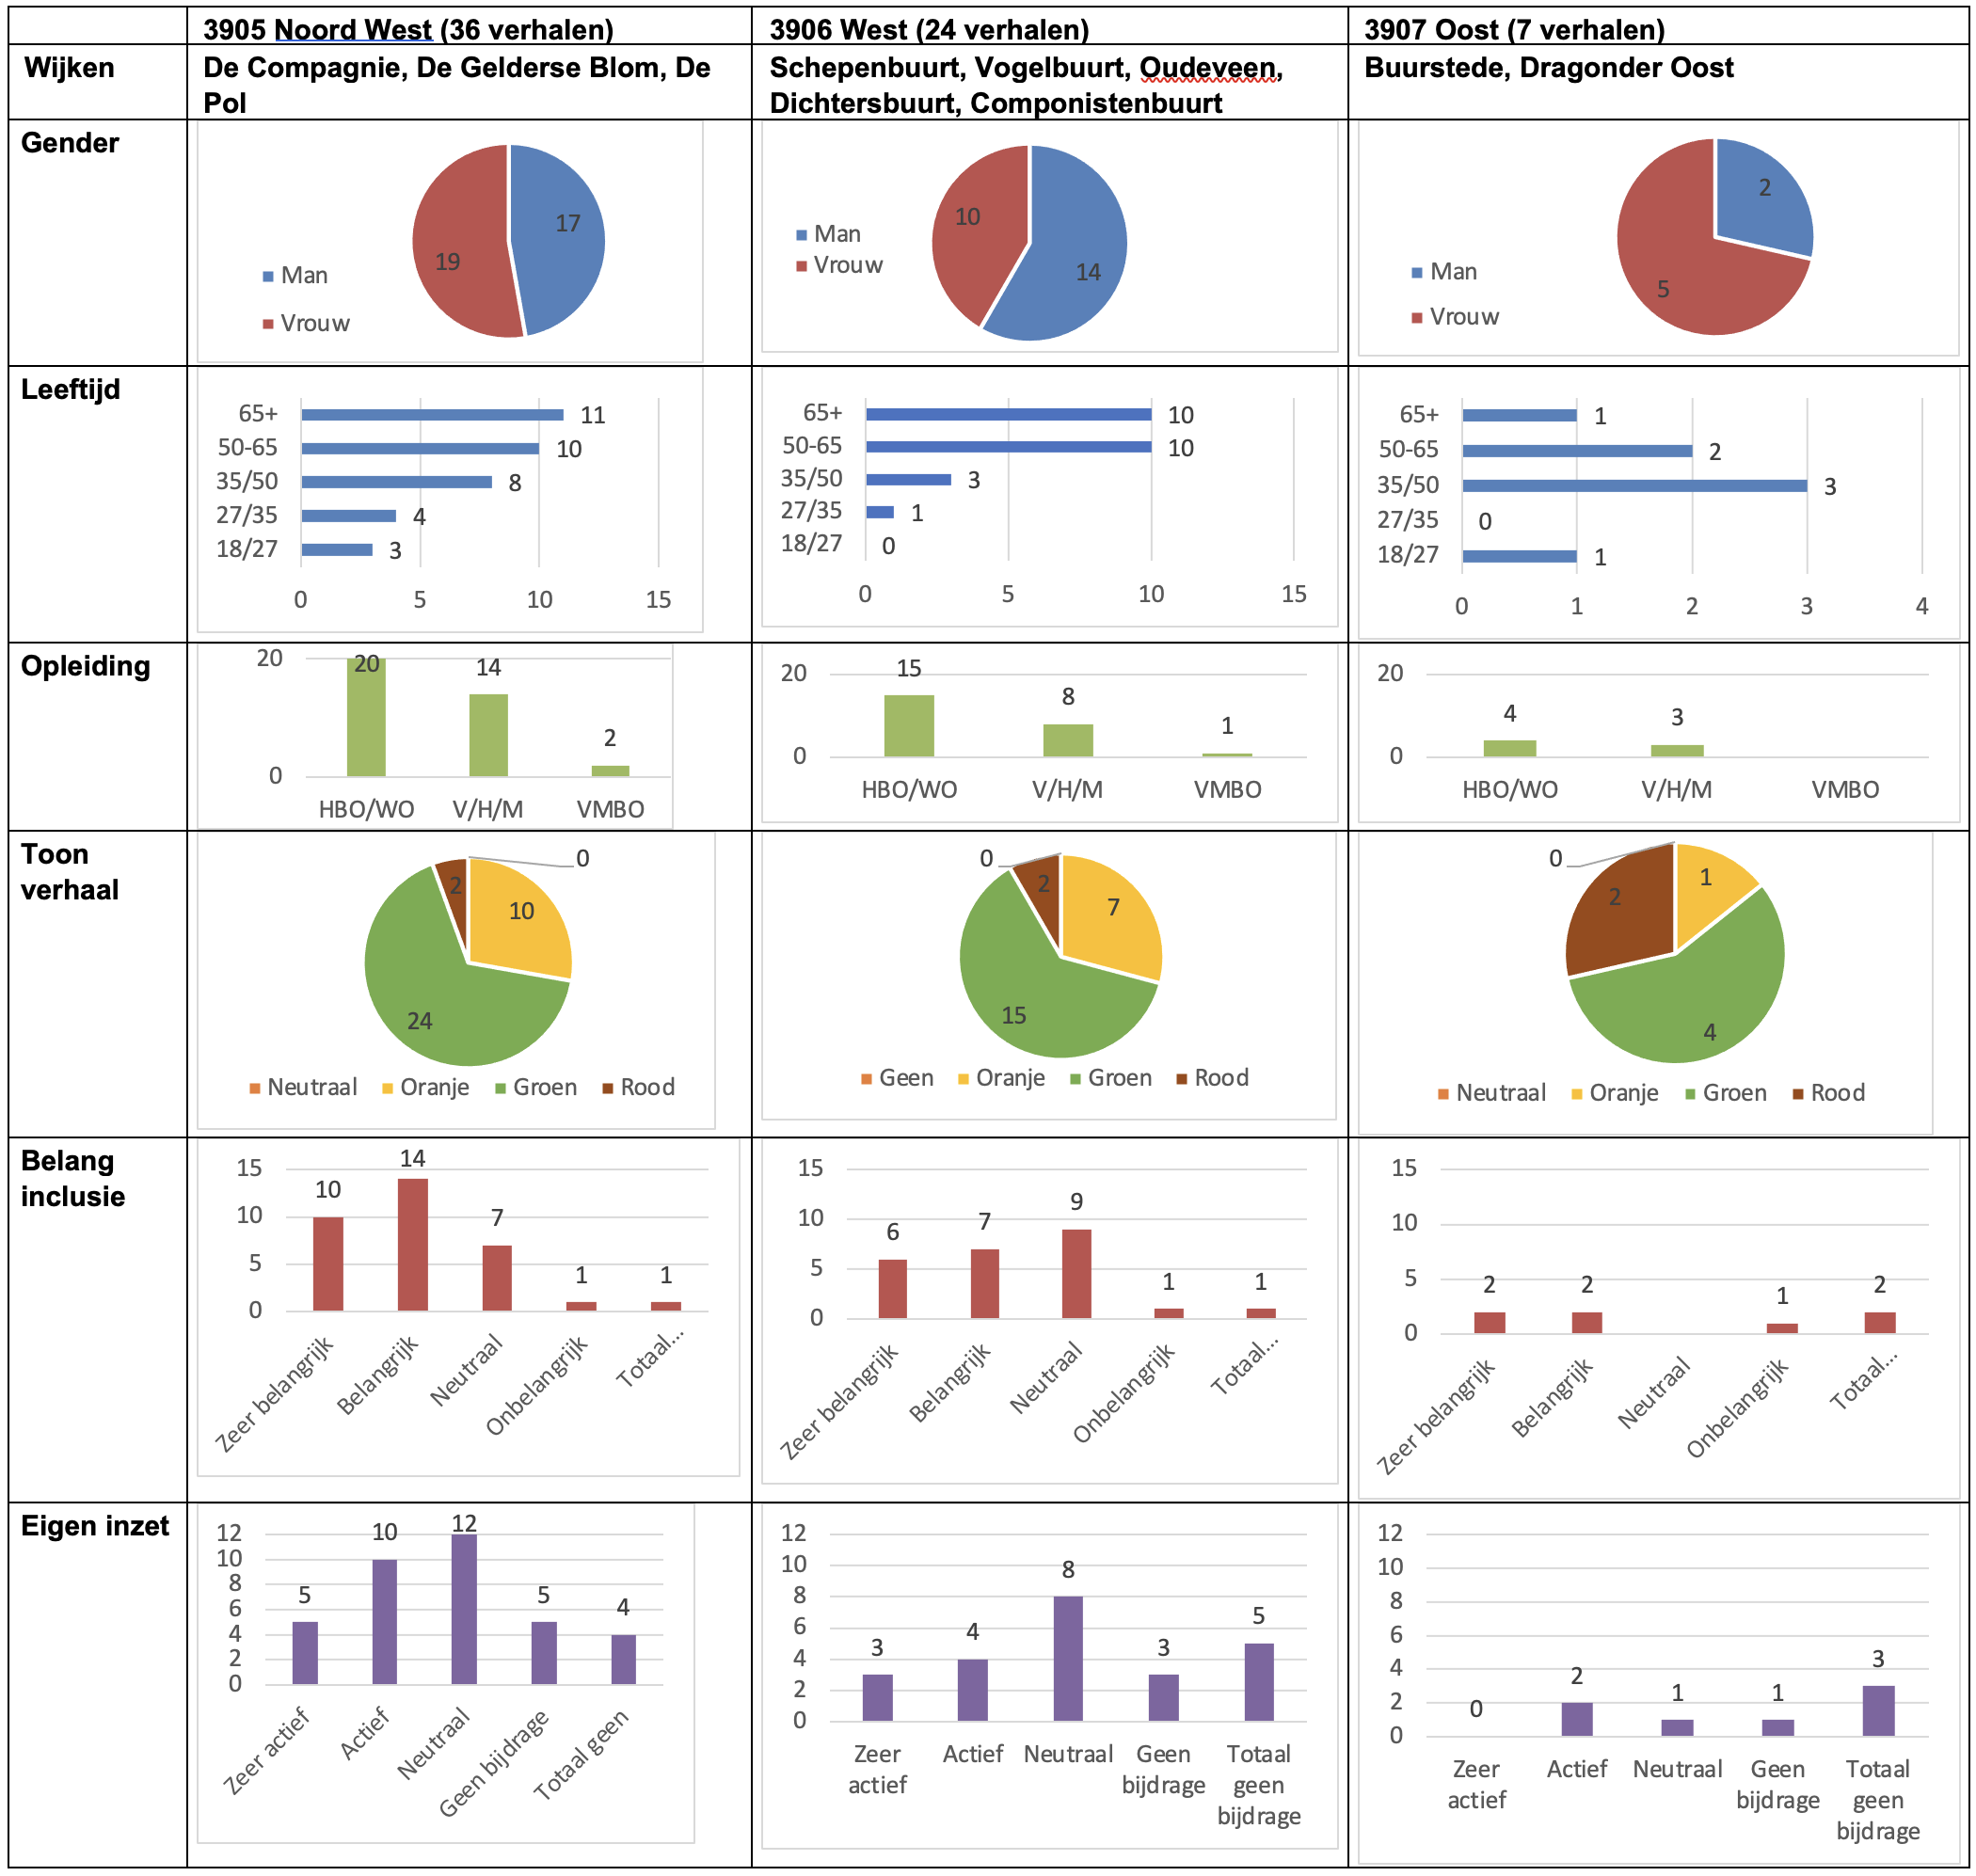 3905 Noord West (36 verhalen)
3906 West (24 verhalen)
3907 Oost (7 verhalen)
Wijken
De Compagnie, De Gelderse Blom, De
Pol
Schepenbuurt, Vogelbuurt, Oudeveen,
Dichtersbuurt, Componistenbuurt
Buurstede, Dragonder Oost
Gender
17
19
Man
Vrouw
10
14
Man
Vrouw
2
5
Man
Vrouw
Leeftijd
65+ 11
50-65 10
35/50 8
27/35 4
18/27 3
0 5 10 15
65+ 10
50-65 10
35/50 3
27/35 1
18/27 0
0 5 10 15
65+ 1
50-65 2
35/50 3
27/35 0
18/27 1
0 1 2 3 4
Opleiding
20
0
20 14 2
HBO/WO V/H/M VMBO
20
0
15 8 1
HBO/WO V/H/M VMBO
20
0
4 3
HBO/WO V/H/M VMBO
Toon
verhaal
0
2
10
24
Neutraal Oranje Groen Rood
0
2
7
15
Geen Oranje Groen Rood
0
2
1
4
Neutraal Oranje Groen Rood
Belang
inclusie
15
10
5
0
10 14 7 1 1
Zeer belangrijk
Belangrijk
Neutraal
Onbelangrijk
Totaal...
15
10
5
0
6 7 9 1 1
Zeer belangrijk
Belangrijk
Neutraal
Onbelangrijk
Totaal...
15
10
5
0
2 2 1 2
Zeer belangrijk
Belangrijk
Neutraal
Onbelangrijk
Totaal...
Eigen inzet
12
10
8
6
4
2
0
5 10 12 5 4
Zeer actief
Actief
Neutraal
Geen bijdrage
Totaal geen
12
10
8
6
4
2
0
3 4 8 3 5
Zeer
actief
Actief
Neutraal
Geen
bijdrage
Totaal
geen
bijdrage
12
10
8
6
4
2
0
0 2 1 1 3
Zeer
actief
Actief
Neutraal
Geen
bijdrage
Totaal
geen
bijdrage